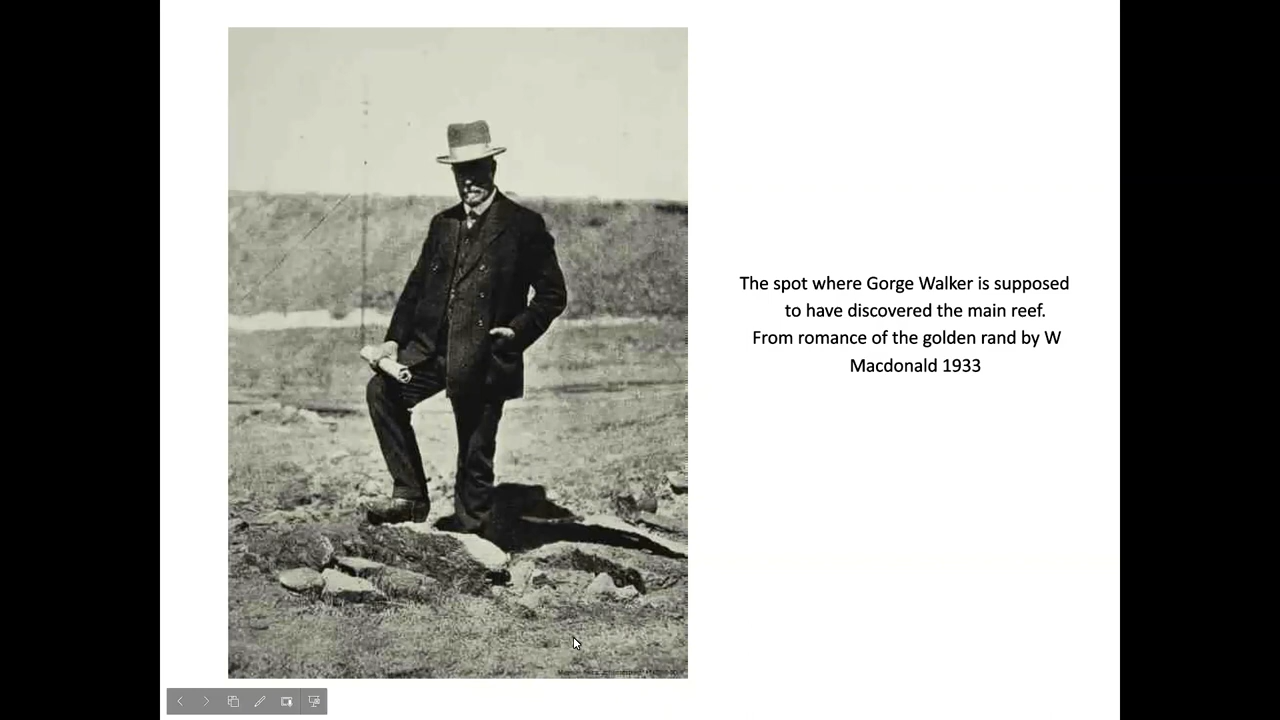 The spot where Gorge Walker is supposed
to have discovered the main reef.
From romance of the golden rand by W
Macdonald 1933